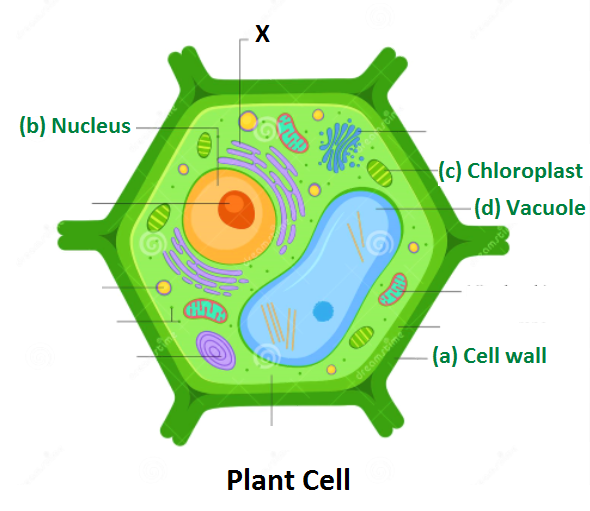 X
(b) Nucleus
(c) Chloroplast
(d) Vacuole
(a) Cell wall
Plant Cell